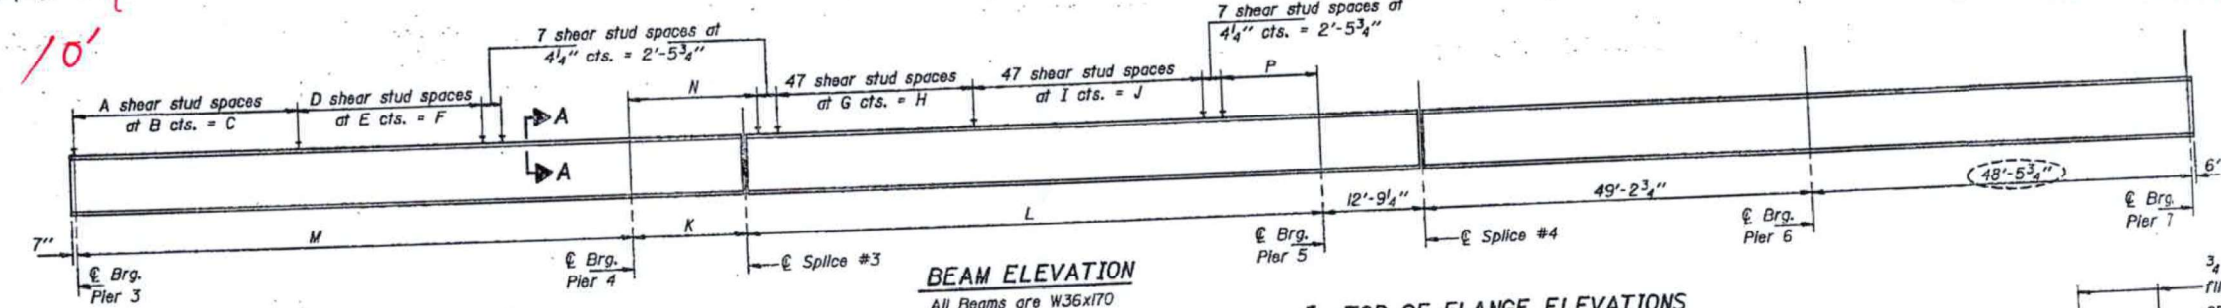 10'
7 shear stud spaces at
4¼" cts. = 2'-5¾"
7 shear stud spaces at
4¼" cts. = 2'-5¾"
A shear stud spaces
at B cts. = C
D shear stud spaces
at E cts. = F
N
47 shear stud spaces
at G cts. = H
47 shear stud spaces
at I cts. = J
P
A
A
7"
M
K
L
12'-9¼"
49'-2¾"
48'-5¾"
6"
℄ Brg.
Pier 3
℄ Brg.
Pier 4
℄ Splice #3
℄ Brg.
Pier 5
℄ Splice #4
℄ Brg.
Pier 6
℄ Brg.
Pier 7
BEAM ELEVATION
All Beams are W36x170
TOP OF FLANGE ELEVATIONS
¾